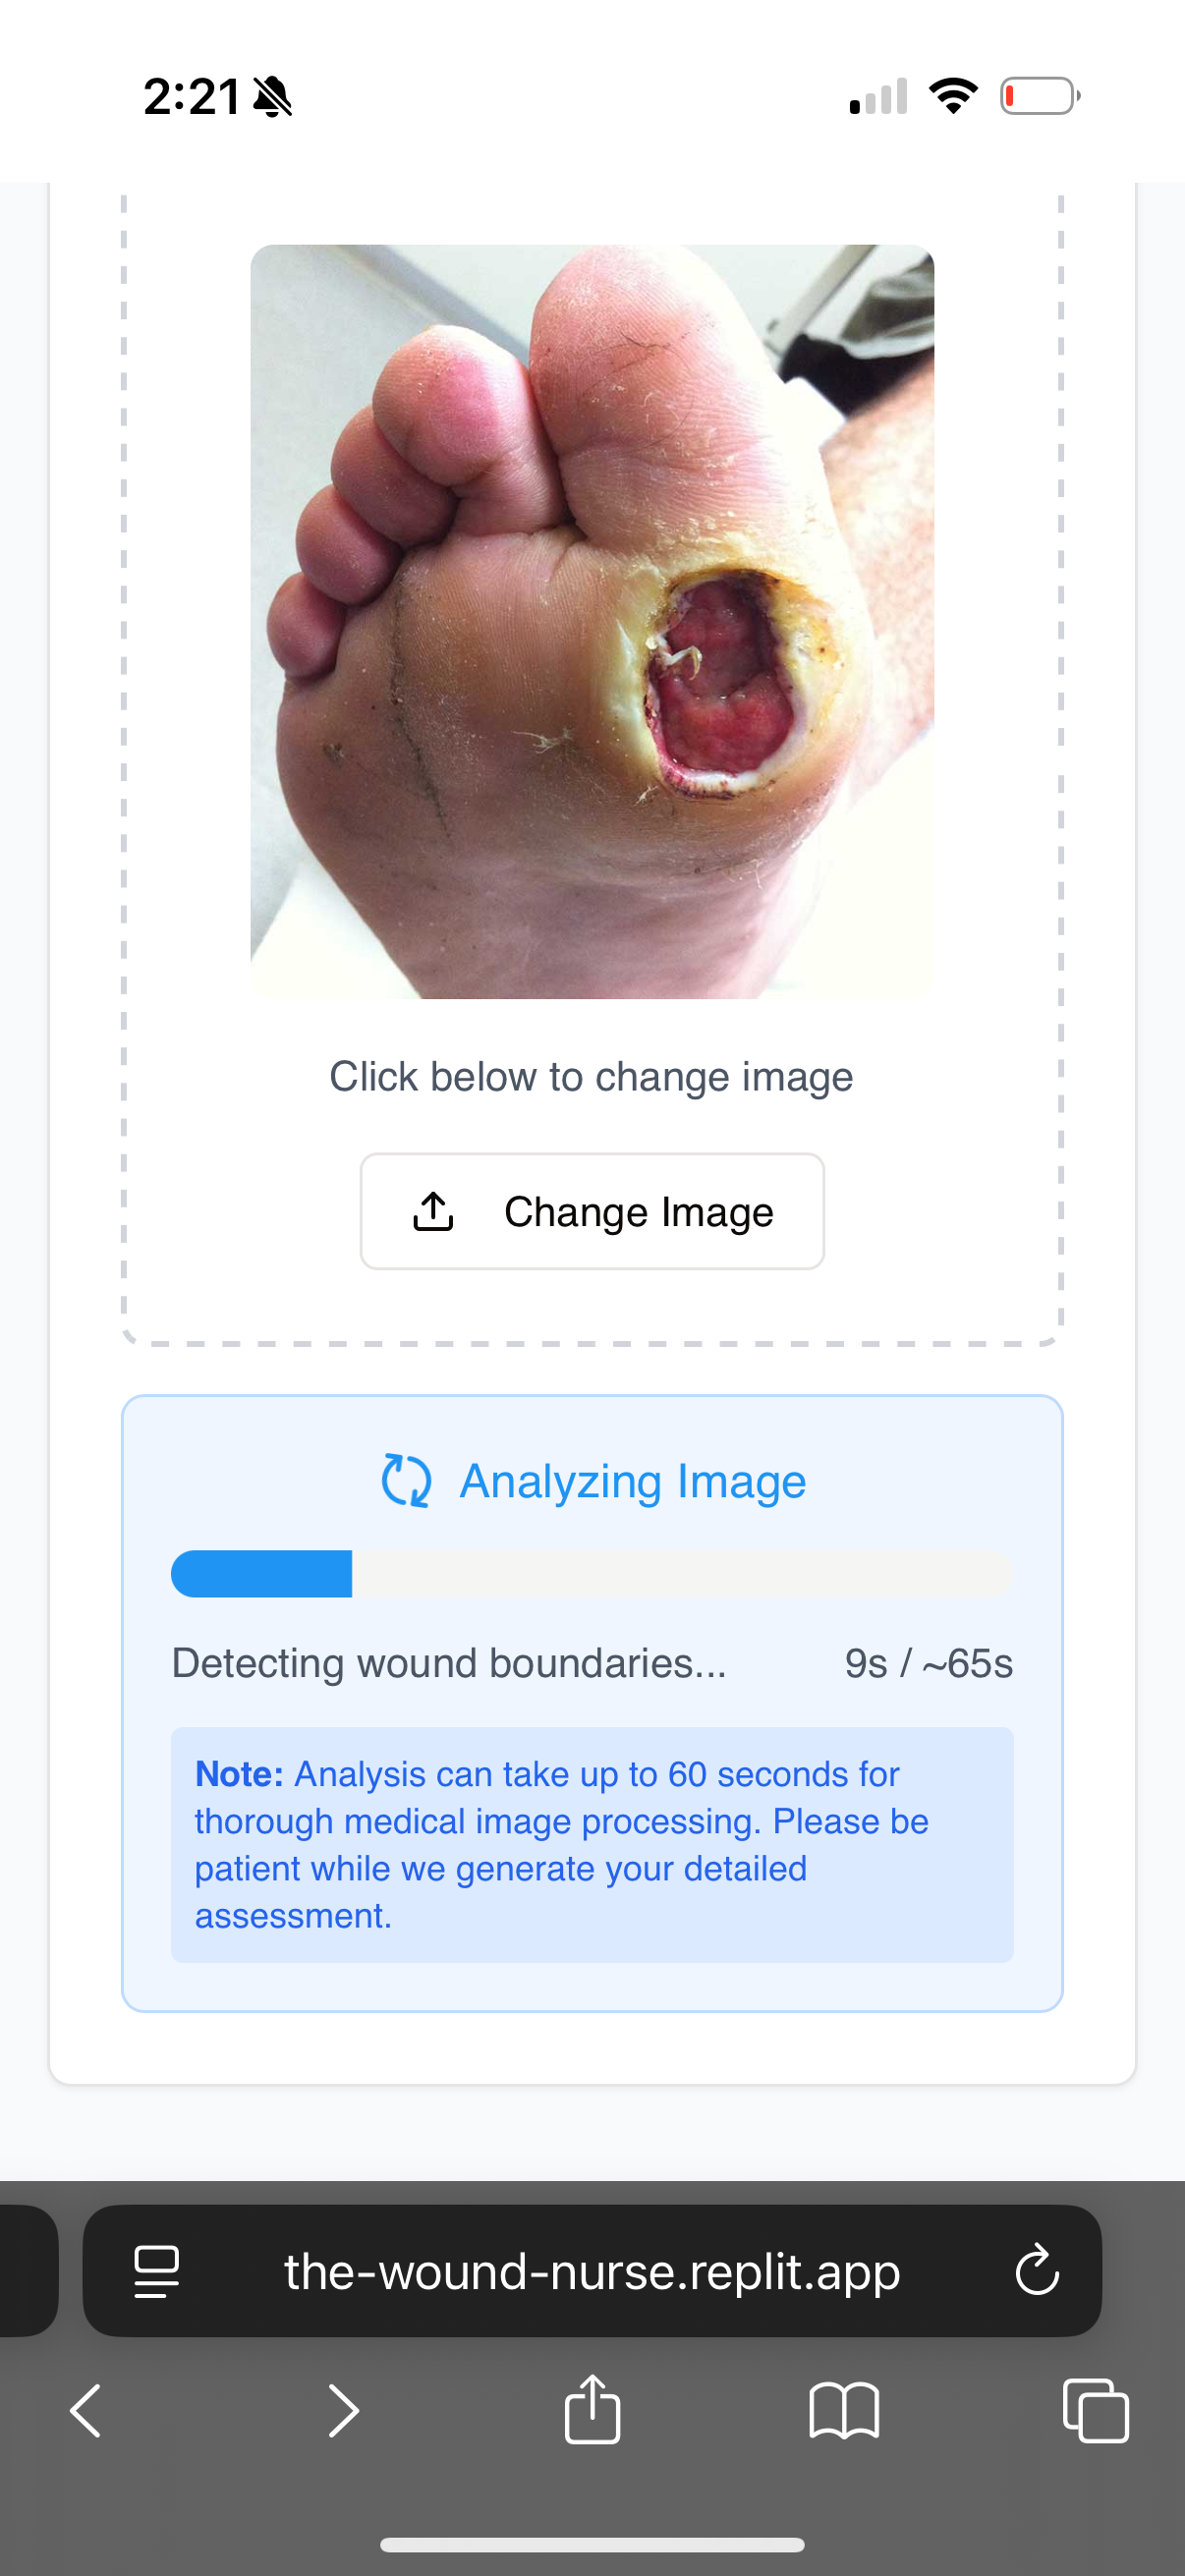 2:21
Click below to change image
Change Image
Analyzing Image
Detecting wound boundaries... 9s / ~65s
Note: Analysis can take up to 60 seconds for
thorough medical image processing. Please be
patient while we generate your detailed
assessment.
the-wound-nurse.replit.app